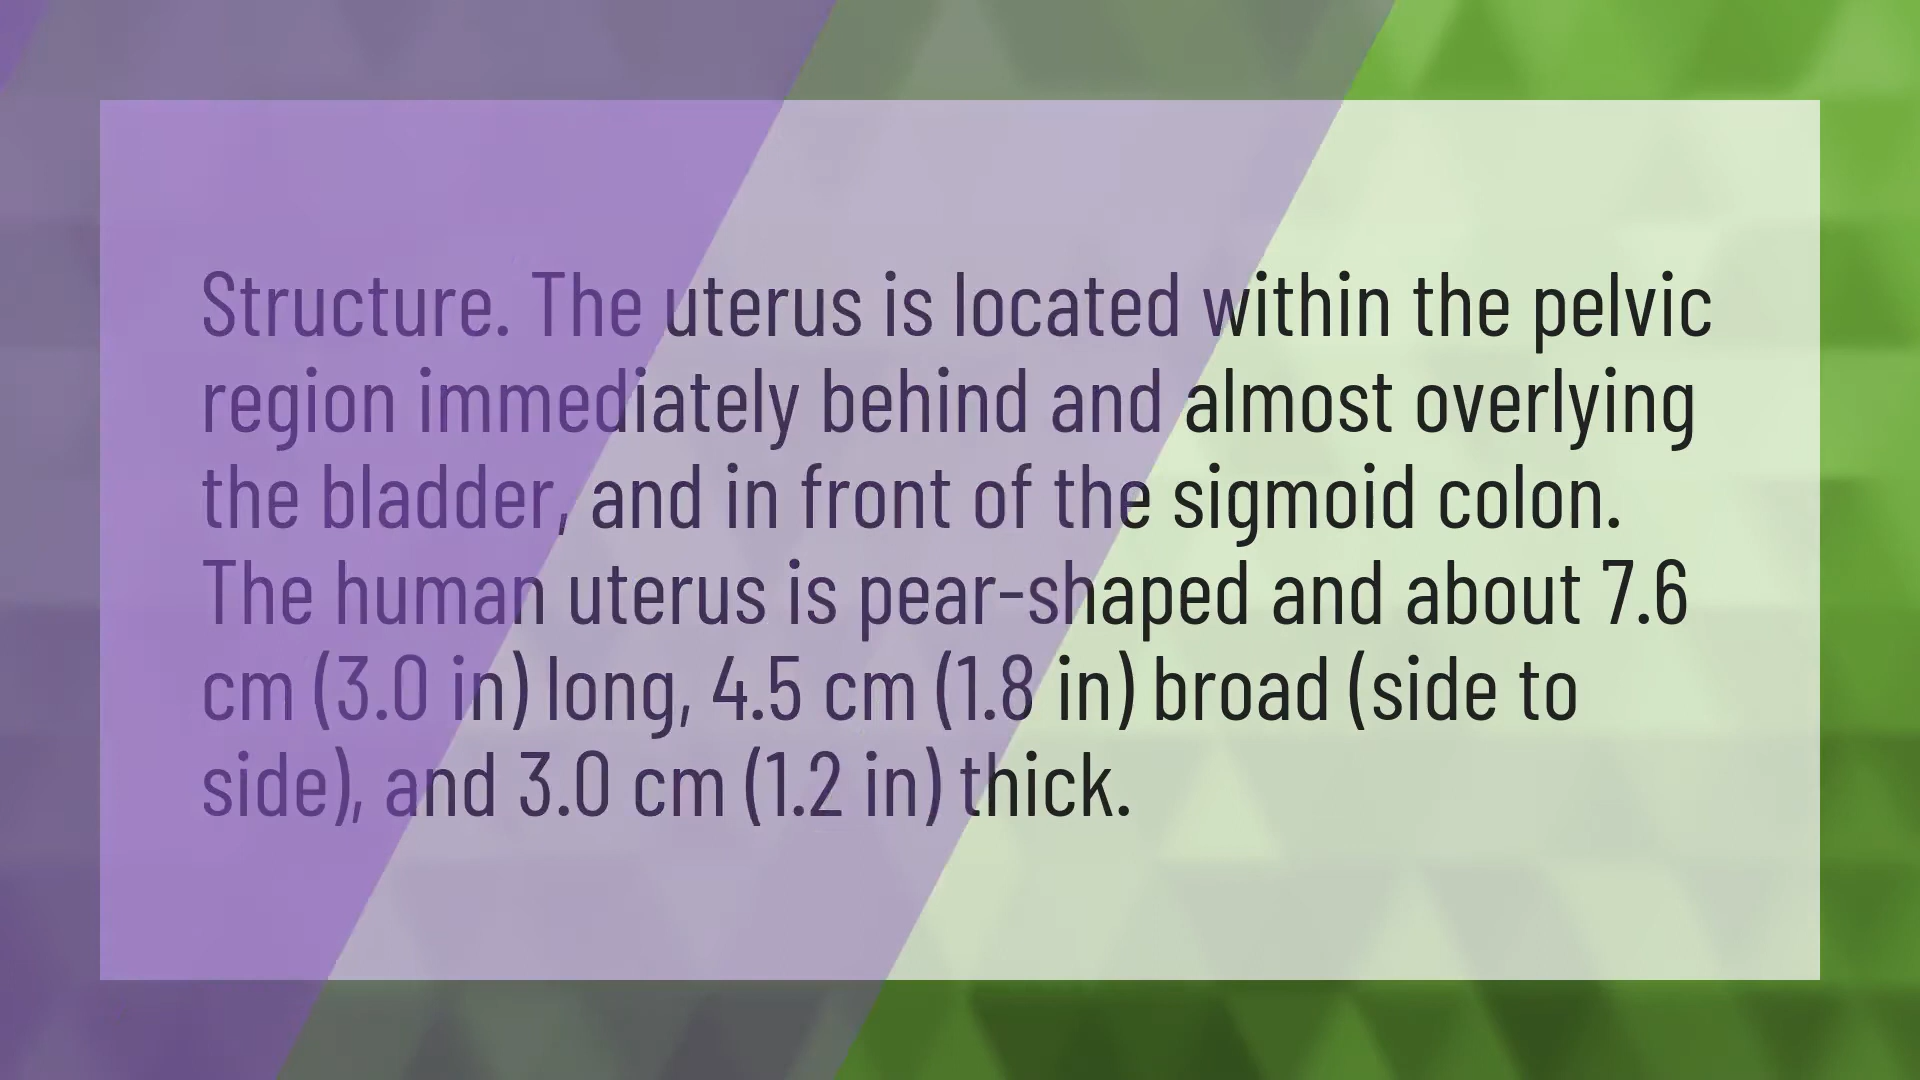 Structure. The uterus is located within the pelvic
region immediately behind and almost overlying
the bladder, and in front of the sigmoid colon.
The human uterus is pear-shaped and about 7.6
cm (3.0 in) long, 4.5 cm (1.8 in) broad (side to
side), and 3.0 cm (1.2 in) thick.